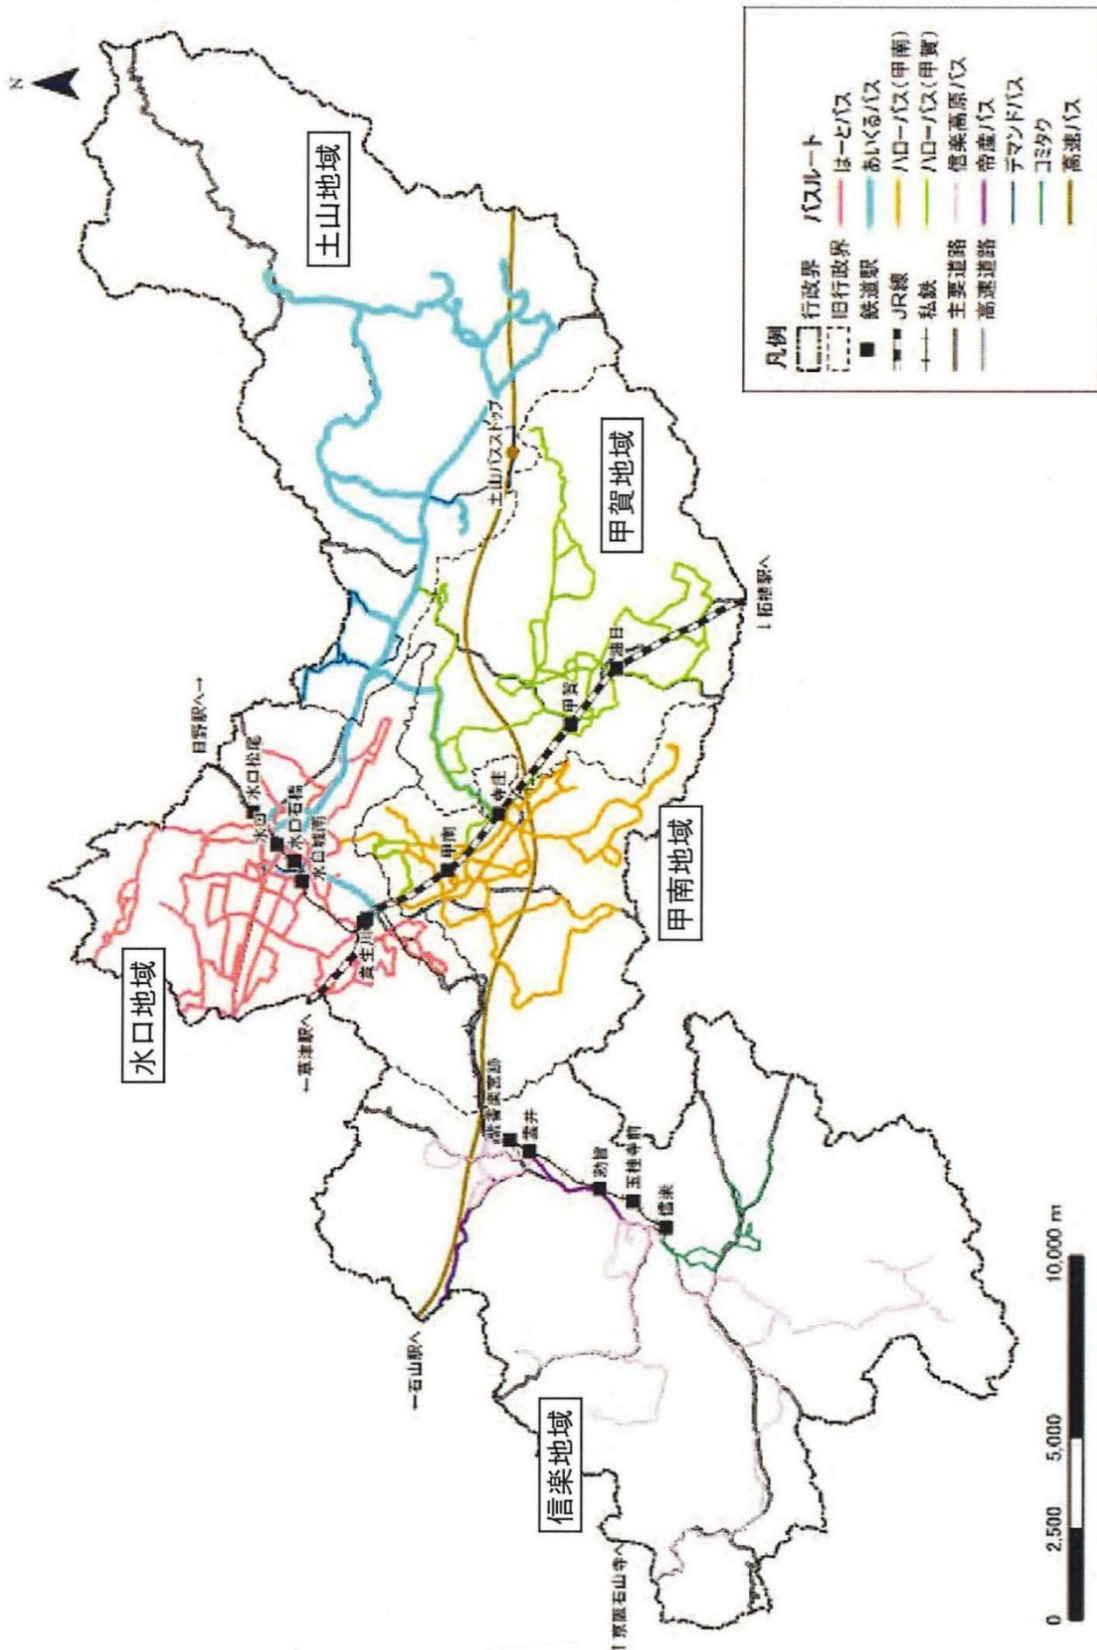 N
土山地域
水口地域
甲賀地域
甲南地域
信楽地域
日野駅へ→
水口松尾
水口
水口石橋
水口城南
貴生川
←草津駅へ
甲南
寺庄
甲賀
油日
↓柘植駅へ
土山バスストップ
紫香楽宮跡
雲井
勅旨
玉桂寺前
信楽
←石山駅へ
↑京阪石山寺へ
凡例
行政界
旧行政界
鉄道駅
JR線
私鉄
主要道路
高速道路
バスルート
はーとバス
あいくるバス
ハローバス(甲南)
ハローバス(甲賀)
信楽高原バス
帝産バス
デマンドバス
コミタク
高速バス
0 2,500 5,000 10,000 m